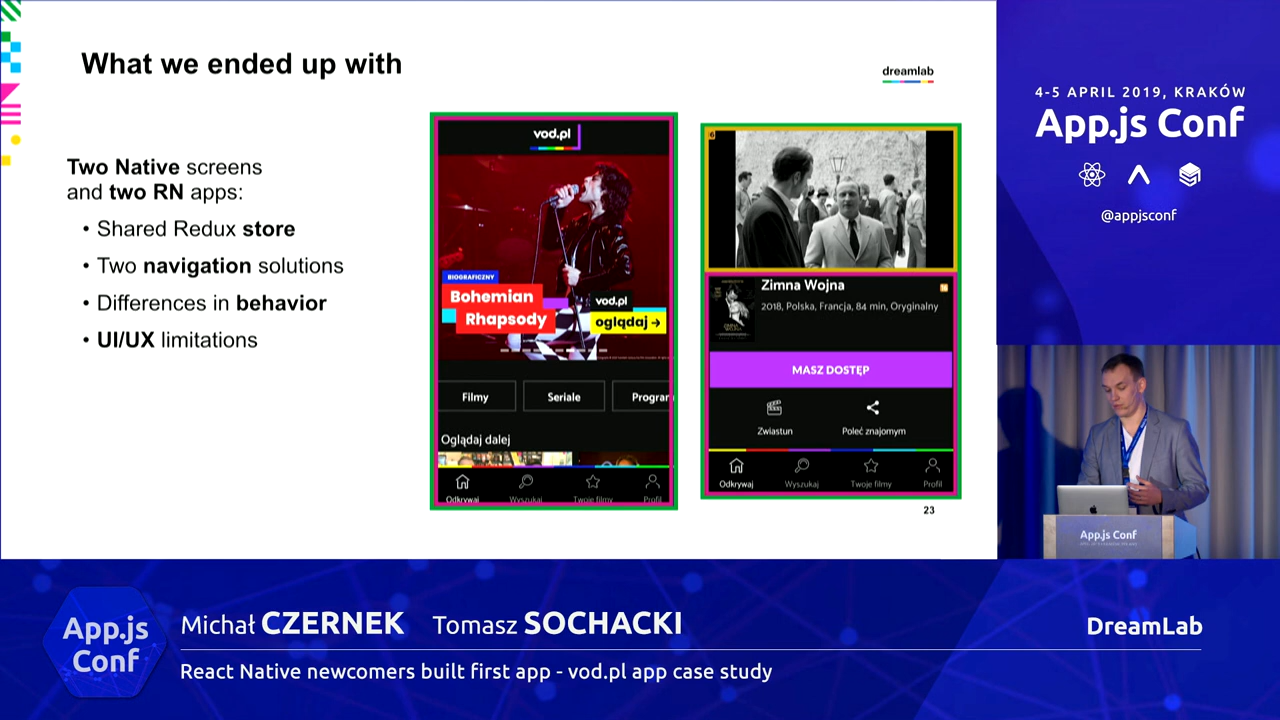 What we ended up with
dreamlab
Two Native screens
and two RN apps:
• Shared Redux store
• Two navigation solutions
• Differences in behavior
• UI/UX limitations
vod.pl
BIOGRAFICZNY
Bohemian
Rhapsody
vod.pl
oglądaj →
Filmy
Seriale
Program
Oglądaj dalej
Odkrywaj
Wyszukaj
Twoje filmy
Profil
6
Zimna Wojna
2018, Polska, Francja, 84 min, Oryginalny
MASZ DOSTĘP
Zwiastun
Poleć znajomym
Odkrywaj
Wyszukaj
Twoje filmy
Profil
23
4-5 APRIL 2019, KRAKÓW
App.js Conf
@appjsconf
App.js Conf
App.js
Conf
Michał CZERNEK
Tomasz SOCHACKI
DreamLab
React Native newcomers built first app - vod.pl app case study